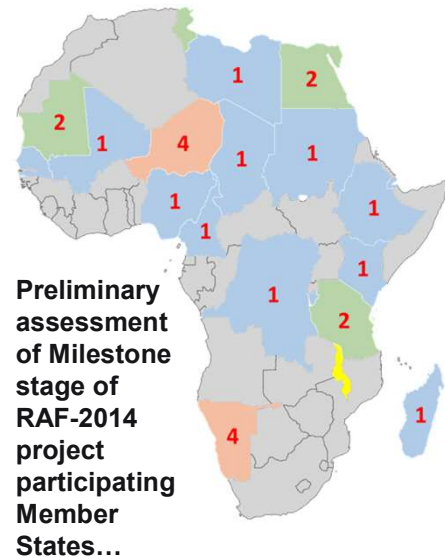 1
2
2
1
4
1
1
1
1
1
1
1
2
1
4
Preliminary
assessment
of Milestone
stage of
RAF-2014
project
participating
Member
States…